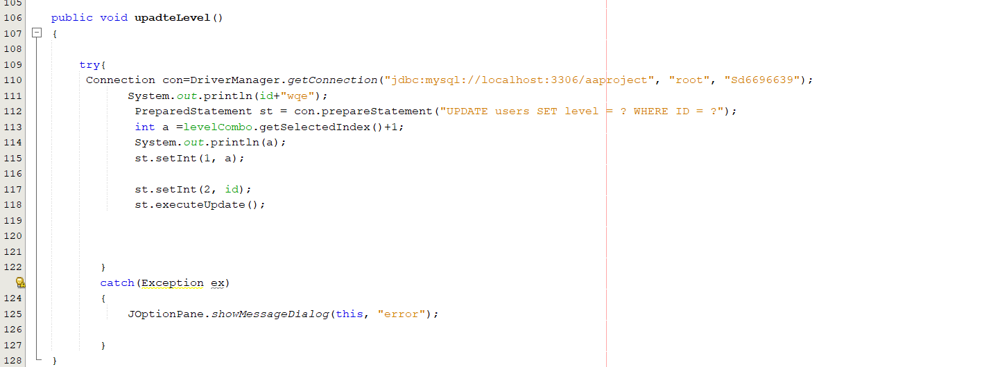 105
106 public void upadteLevel()
107 {
108
109 try{
110 Connection con=DriverManager.getConnection("jdbc:mysql://localhost:3306/aaproject", "root", "Sd6696639");
111 System.out.println(id+"wqe");
112 PreparedStatement st = con.prepareStatement("UPDATE users SET level = ? WHERE ID = ?");
113 int a =levelCombo.getSelectedIndex()+1;
114 System.out.println(a);
115 st.setInt(1, a);
116
117 st.setInt(2, id);
118 st.executeUpdate();
119
120
121
122 }
catch(Exception ex)
124 {
125 JOptionPane.showMessageDialog(this, "error");
126
127 }
128 }